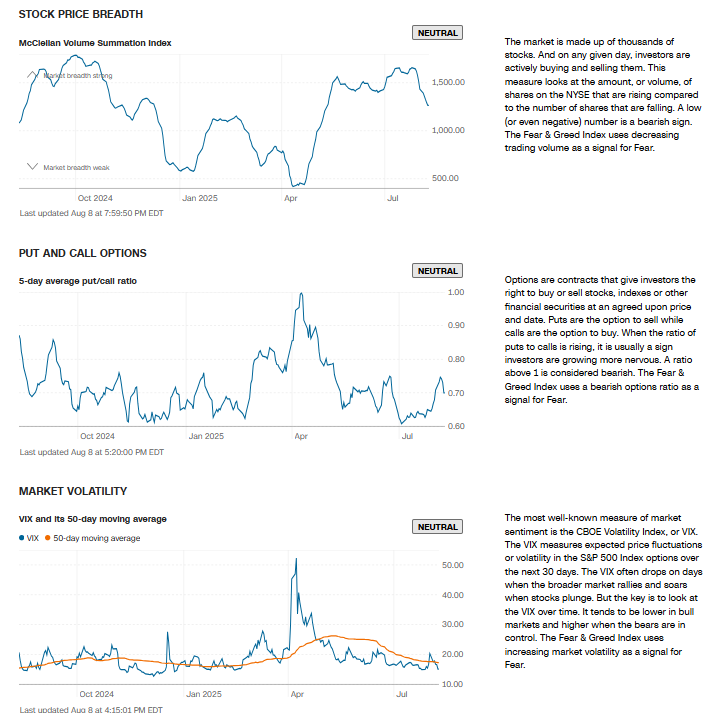 STOCK PRICE BREADTH
NEUTRAL
McClellan Volume Summation Index
Market breadth strong
1,500.00
1,000.00
Market breadth weak
500.00
Oct 2024
Jan 2025
Apr
Jul
Last updated Aug 8 at 7:59:50 PM EDT
The market is made up of thousands of
stocks. And on any given day, investors are
actively buying and selling them. This
measure looks at the amount, or volume, of
shares on the NYSE that are rising compared
to the number of shares that are falling. A low
(or even negative) number is a bearish sign.
The Fear & Greed Index uses decreasing
trading volume as a signal for Fear.
PUT AND CALL OPTIONS
NEUTRAL
5-day average put/call ratio
1.00
0.90
0.80
0.70
0.60
Oct 2024
Jan 2025
Apr
Jul
Last updated Aug 8 at 5:20:00 PM EDT
Options are contracts that give investors the
right to buy or sell stocks, indexes or other
financial securities at an agreed upon price
and date. Puts are the option to sell while
calls are the option to buy. When the ratio of
puts to calls is rising, it is usually a sign
investors are growing more nervous. A ratio
above 1 is considered bearish. The Fear &
Greed Index uses a bearish options ratio as a
signal for Fear.
MARKET VOLATILITY
VIX and its 50-day moving average
NEUTRAL
VIX
50-day moving average
50.00
40.00
30.00
20.00
10.00
Oct 2024
Jan 2025
Apr
Jul
Last updated Aug 8 at 4:15:01 PM EDT
The most well-known measure of market
sentiment is the CBOE Volatility Index, or VIX.
The VIX measures expected price fluctuations
or volatility in the S&P 500 Index options over
the next 30 days. The VIX often drops on days
when the broader market rallies and soars
when stocks plunge. But the key is to look at
the VIX over time. It tends to be lower in bull
markets and higher when the bears are in
control. The Fear & Greed Index uses
increasing market volatility as a signal for
Fear.